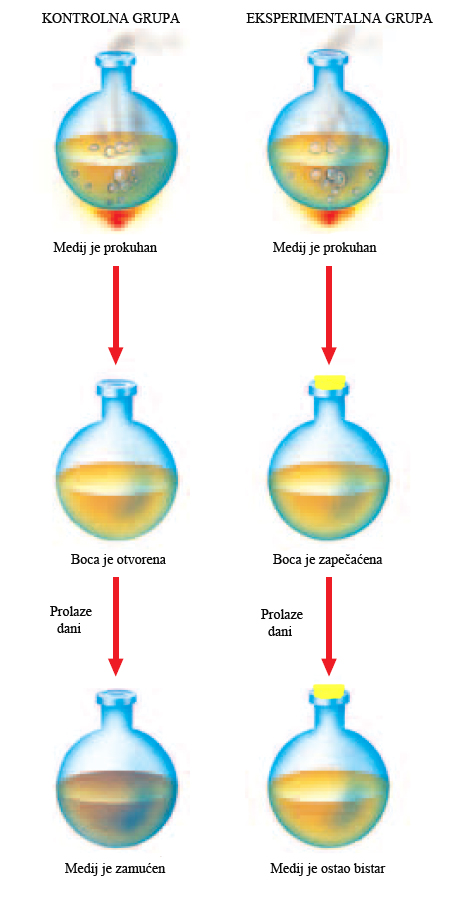 KONTROLNA GRUPA
EKSPERIMENTALNA GRUPA
Medij je prokuhan
Medij je prokuhan
Boca je otvorena
Boca je zapečaćena
Prolaze
dani
Prolaze
dani
Medij je zamućen
Medij je ostao bistar